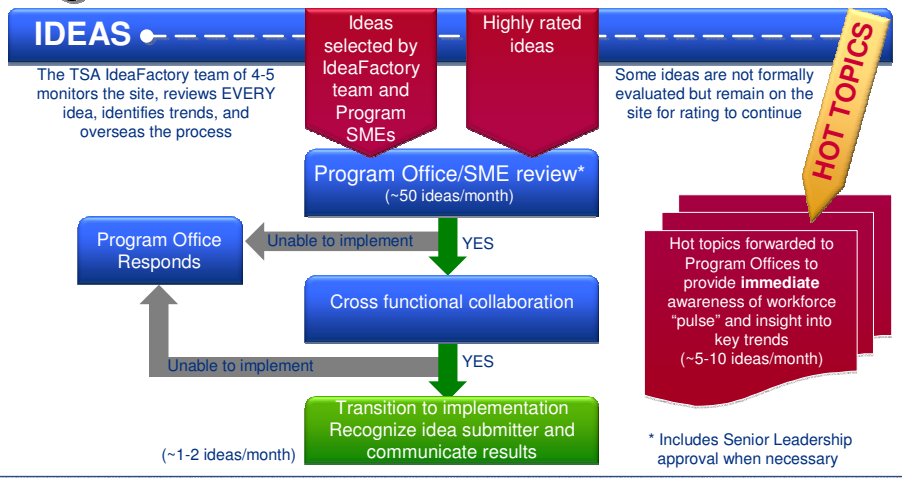 IDEAS
Ideas
selected by
IdeaFactory
team and
Program
SMEs
Highly rated
ideas
The TSA IdeaFactory team of 4-5
monitors the site, reviews EVERY
idea, identifies trends, and
overseas the process
Some ideas are not formally
evaluated but remain on the
site for rating to continue
HOT TOPICS
Program Office/SME review*
(~50 ideas/month)
Program Office
Responds
Unable to implement
YES
Cross functional collaboration
Unable to implement
YES
Transition to implementation
Recognize idea submitter and
communicate results
(~1-2 ideas/month)
Hot topics forwarded to
Program Offices to
provide immediate
awareness of workforce
“pulse” and insight into
key trends
(~5-10 ideas/month)
* Includes Senior Leadership
approval when necessary